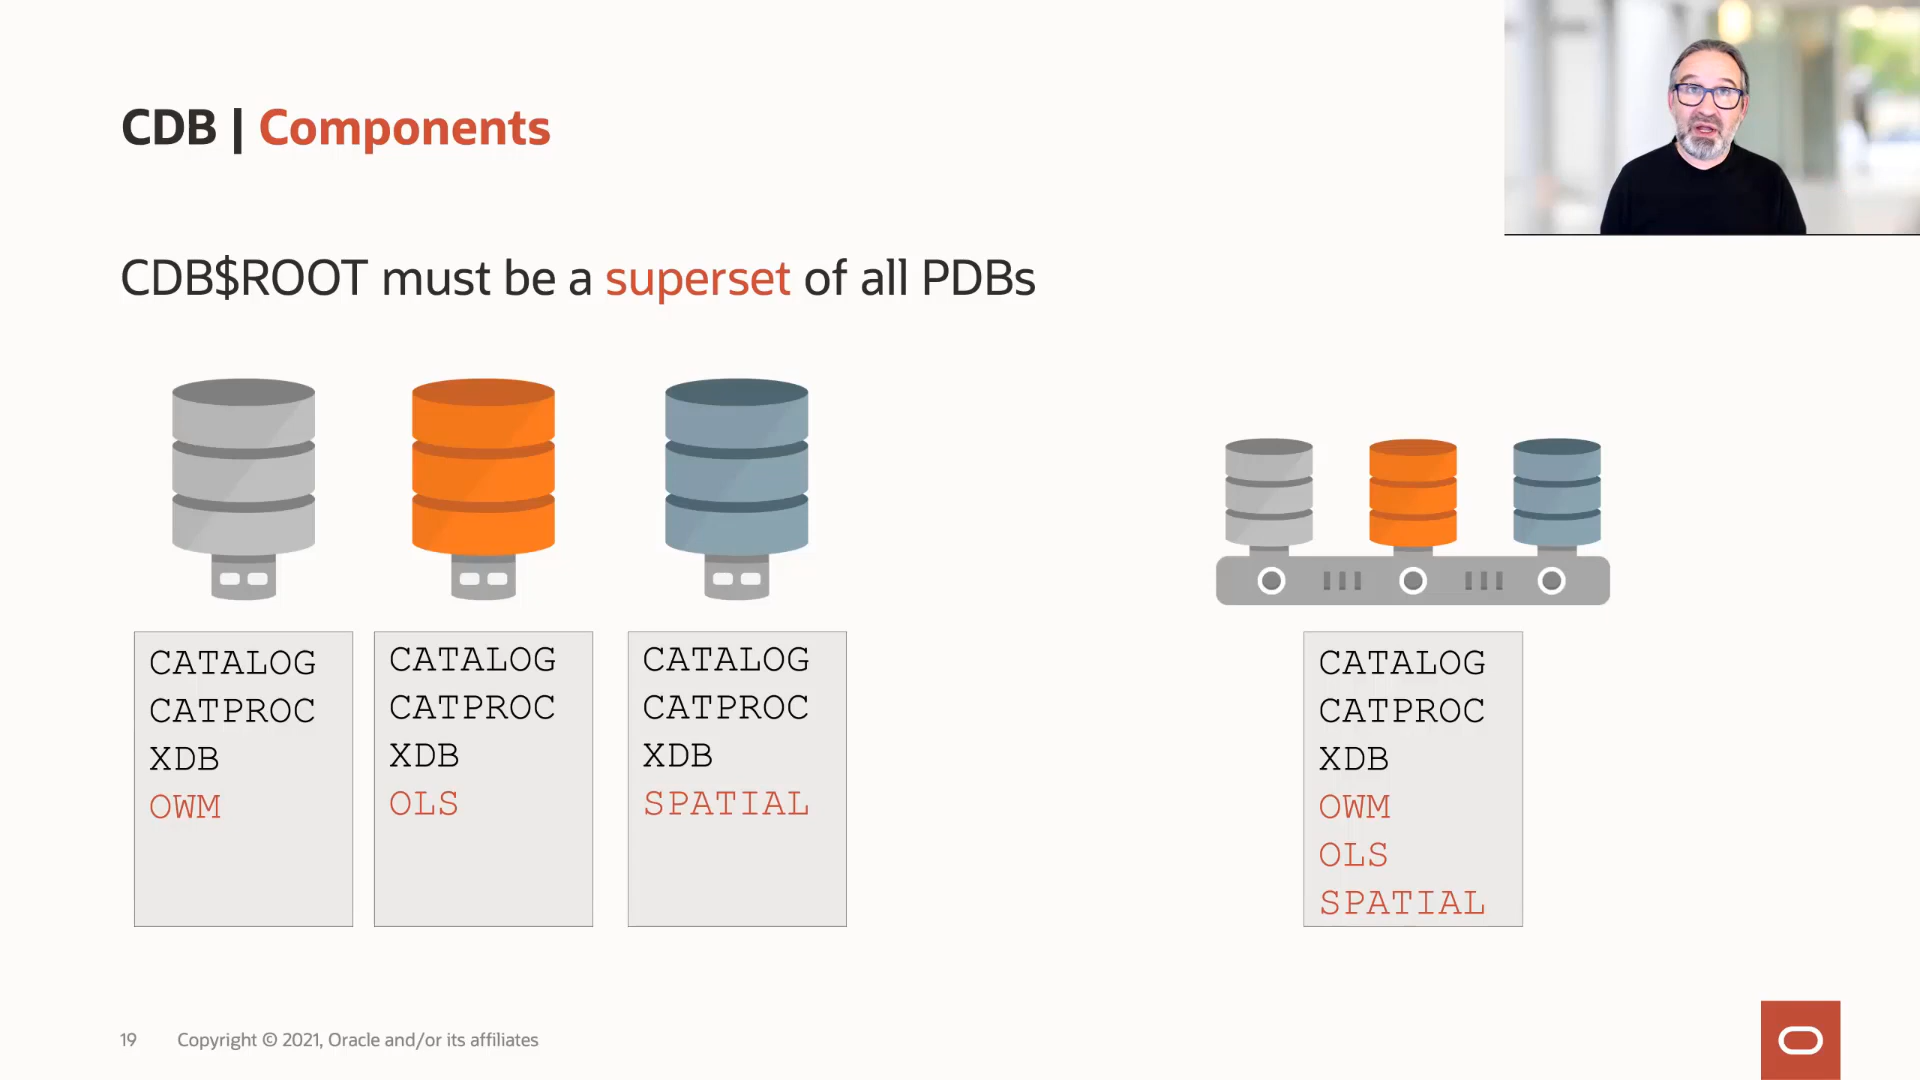 CDB | Components
CDB$ROOT must be a superset of all PDBs
CATALOG
CATPROC
XDB
OWM
CATALOG
CATPROC
XDB
OLS
CATALOG
CATPROC
XDB
SPATIAL
CATALOG
CATPROC
XDB
OWM
OLS
SPATIAL
19 Copyright © 2021, Oracle and/or its affiliates